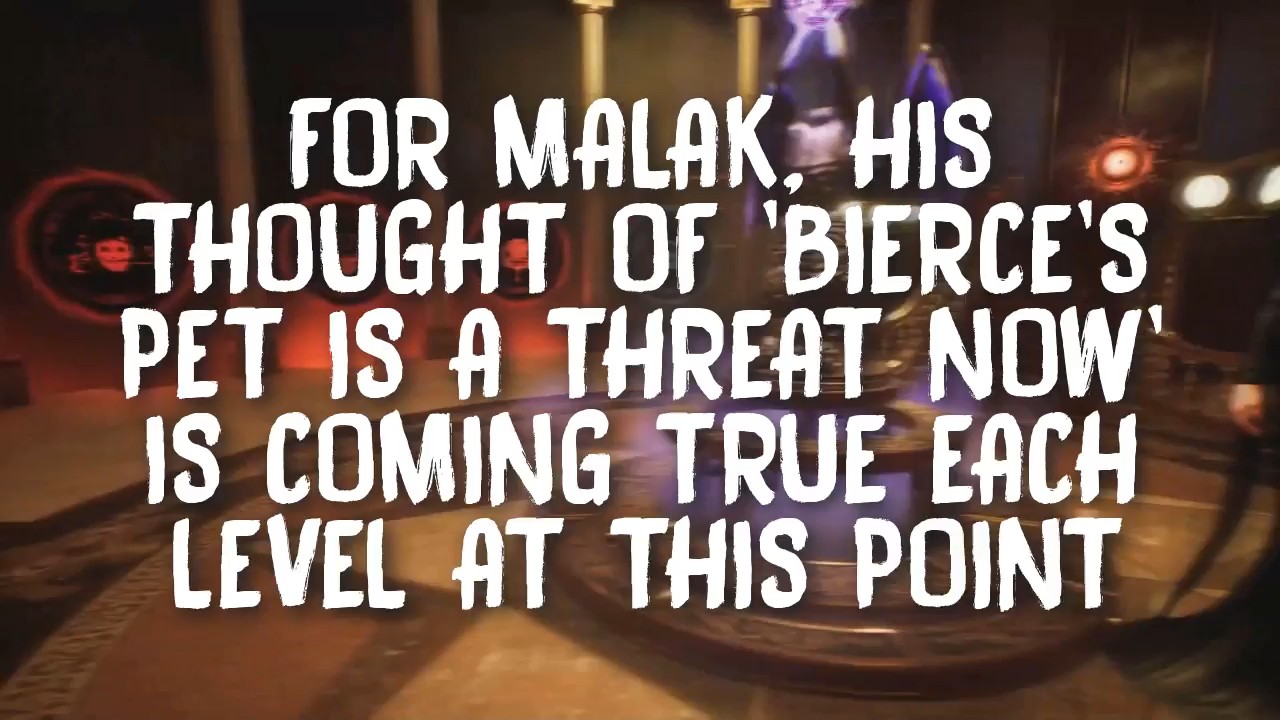 FOR MALAK, HIS
THOUGHT OF 'BIERCE'S
PET IS A THREAT NOW'
IS COMING TRUE EACH
LEVEL AT THIS POINT